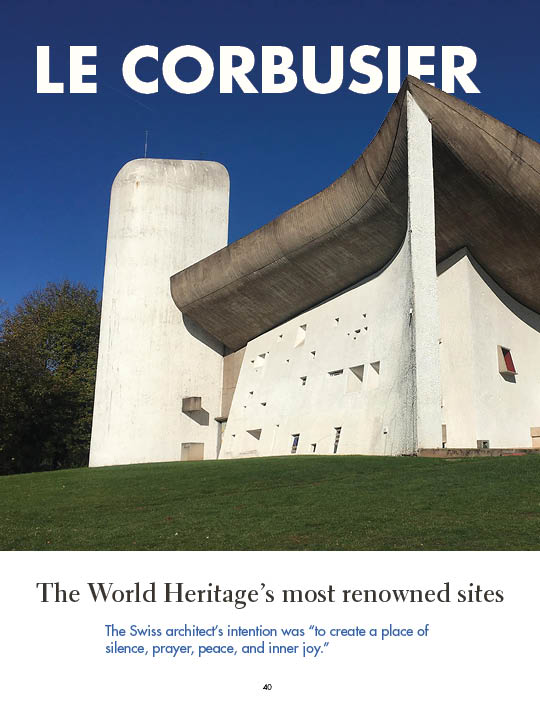 LE CORBUSIER
The World Heritage’s most renowned sites
The Swiss architect’s intention was “to create a place of
silence, prayer, peace, and inner joy.”
40